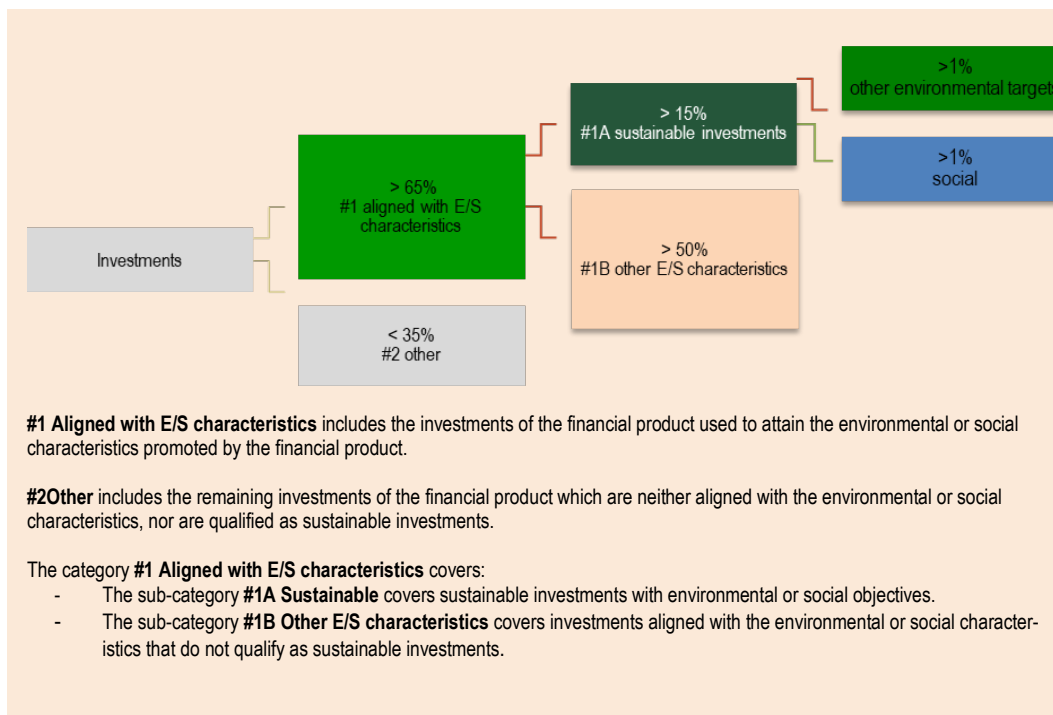 Investments
> 65%
#1 aligned with E/S
characteristics
< 35%
#2 other
> 15%
#1A sustainable investments
> 50%
#1B other E/S characteristics
>1%
other environmental targets
>1%
social
#1 Aligned with E/S characteristics includes the investments of the financial product used to attain the environmental or social
characteristics promoted by the financial product.
#2Other includes the remaining investments of the financial product which are neither aligned with the environmental or social
characteristics, nor are qualified as sustainable investments.
The category #1 Aligned with E/S characteristics covers:
- The sub-category #1A Sustainable covers sustainable investments with environmental or social objectives.
- The sub-category #1B Other E/S characteristics covers investments aligned with the environmental or social character-
istics that do not qualify as sustainable investments.